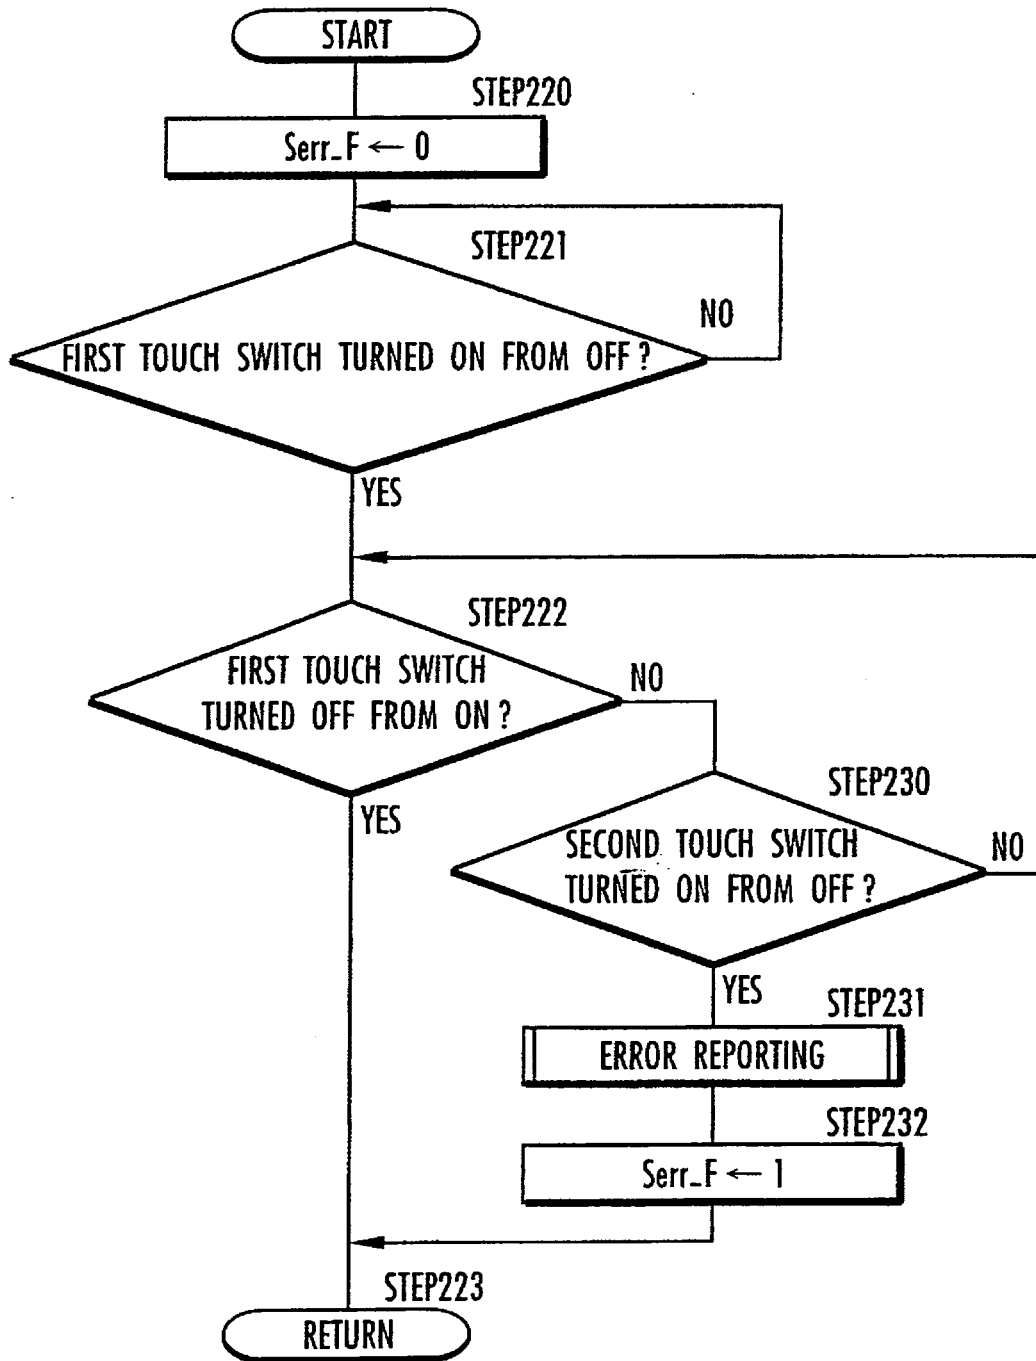 START
STEP220
Serr_F ← 0
STEP221
NO
FIRST TOUCH SWITCH TURNED ON FROM OFF ?
YES
STEP222
FIRST TOUCH SWITCH
TURNED OFF FROM ON ?
NO
YES
STEP230
SECOND TOUCH SWITCH
TURNED ON FROM OFF ?
NO
YES
STEP231
ERROR REPORTING
STEP232
Serr_F ← 1
STEP223
RETURN